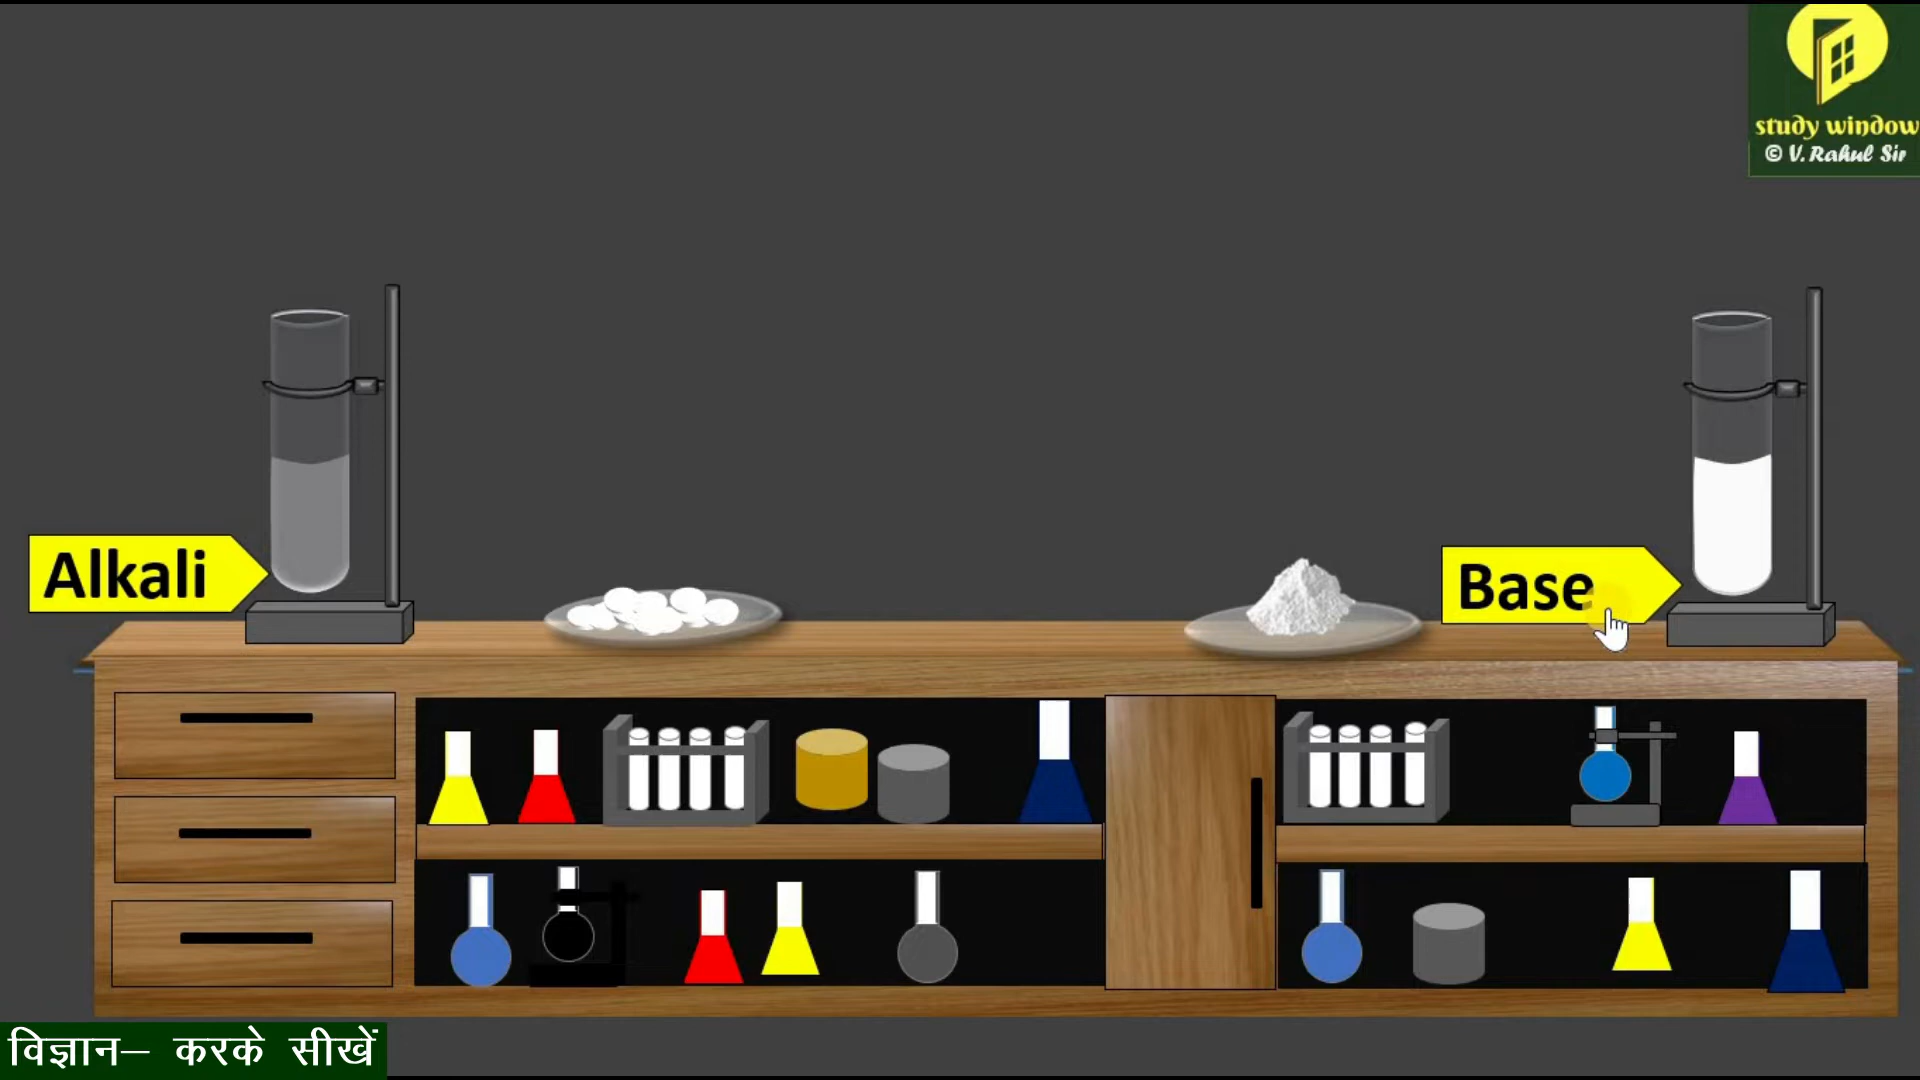 study window
© V. Rahul Sir
Alkali
Base
विज्ञान– करके सीखें